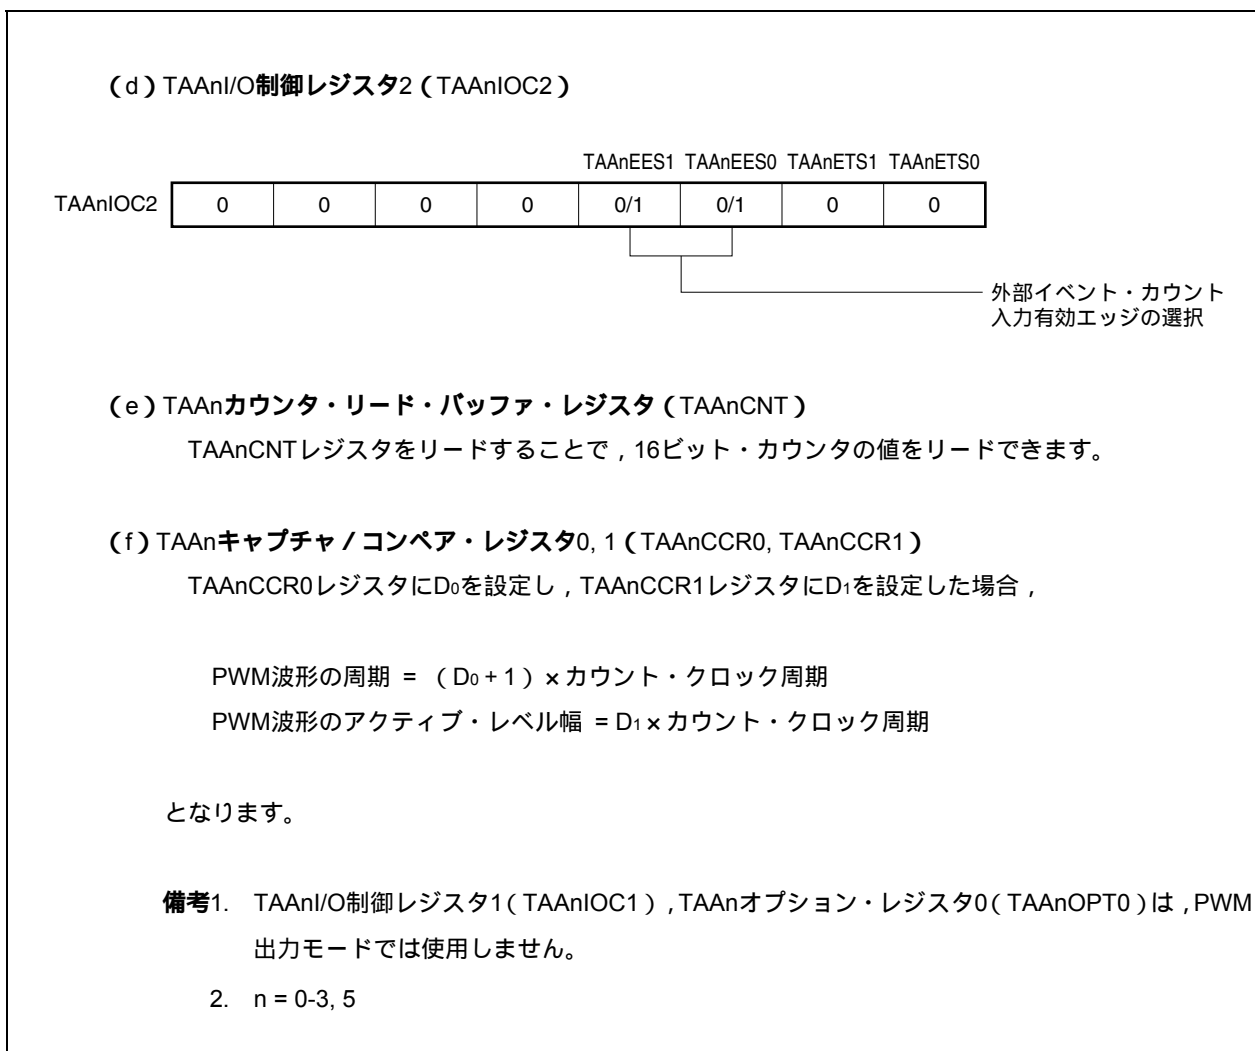 (d) TAAnI/O制御レジスタ2(TAAnIOC2)
TAAnEES1 TAAnEES0 TAAnETS1 TAAnETS0
TAAnIOC2 0 0 0 0 0/1 0/1 0 0
外部イベント・カウント
入力有効エッジの選択
(e) TAAnカウンタ・リード・バッファ・レジスタ(TAAnCNT)
TAAnCNTレジスタをリードすることで,16ビット・カウンタの値をリードできます。
(f) TAAnキャプチャ/コンペア・レジスタ0, 1(TAAnCCR0, TAAnCCR1)
TAAnCCR0レジスタにD0を設定し,TAAnCCR1レジスタにD1を設定した場合,
PWM波形の周期 = (D0+1)×カウント・クロック周期
PWM波形のアクティブ・レベル幅 = D1×カウント・クロック周期
となります。
備考1. TAAnI/O制御レジスタ1(TAAnIOC1),TAAnオプション・レジスタ0(TAAnOPT0)は,PWM
出力モードでは使用しません。
2. n = 0-3, 5